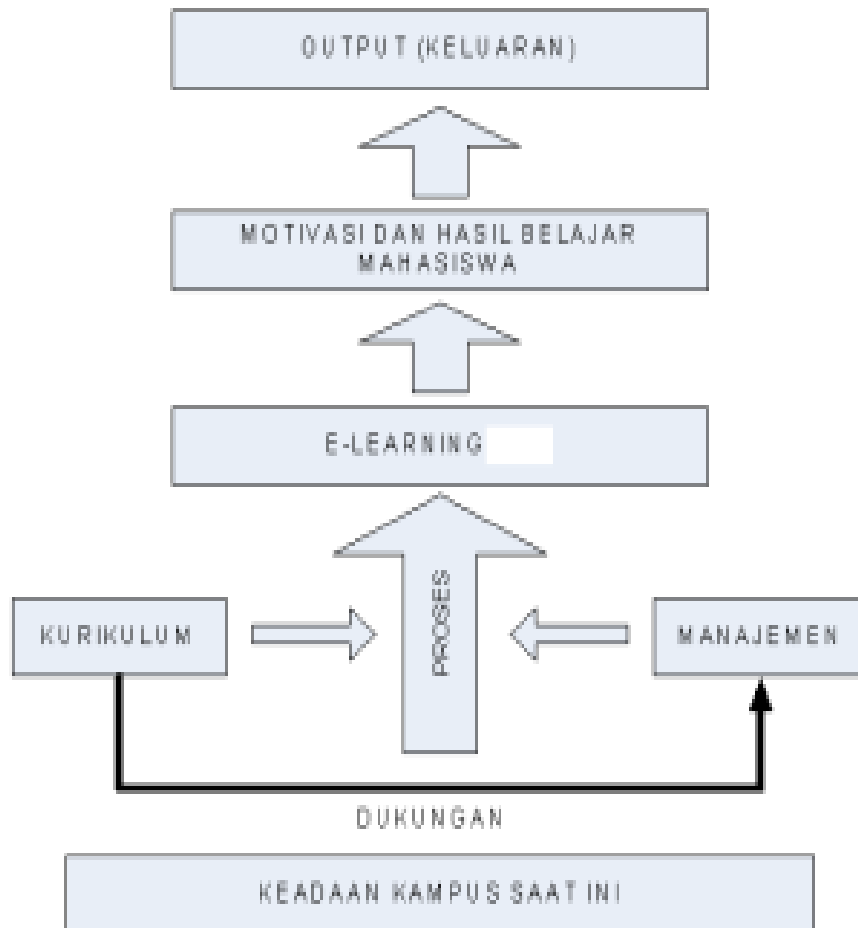 OUTPUT (KELUARAN)
MOTIVASI DAN HASIL BELAJAR
MAHASISWA
E-LEARNING
PROSES
KURIKULUM
MANAJEMEN
DUKUNGAN
KEADAAN KAMPUS SAAT INI